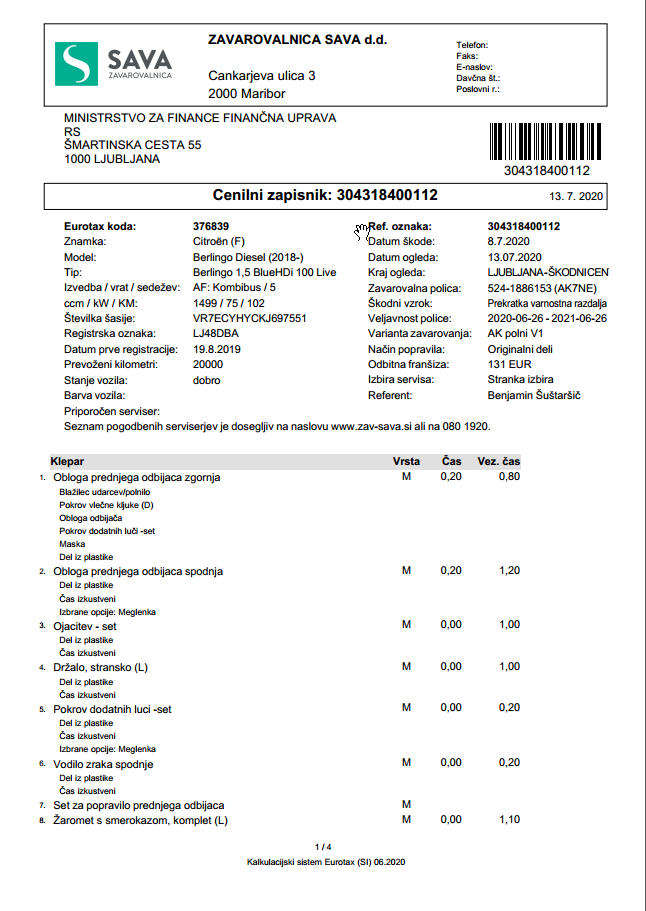 SAVA
ZAVAROVALNICA
ZAVAROVALNICA SAVA d.d.
Cankarjeva ulica 3
2000 Maribor
Telefon:
Faks:
E-naslov:
Davčna št.:
Poslovni r.:
MINISTRSTVO ZA FINANCE FINANČNA UPRAVA
RS
ŠMARTINSKA CESTA 55
1000 LJUBLJANA
304318400112
Cenilni zapisnik: 304318400112 13. 7. 2020
Eurotax koda: 376839 Ref. oznaka: 304318400112
Znamka: Citroën (F) Datum škode: 8.7.2020
Model: Berlingo Diesel (2018-) Datum ogleda: 13.07.2020
Tip: Berlingo 1,5 BlueHDi 100 Live Kraj ogleda: LJUBLJANA-ŠKODNICEN
Izvedba / vrat / sedežev: AF: Kombibus / 5 Zavarovalna polica: 524-1886153 (AK7NE)
ccm / kW / KM: 1499 / 75 / 102 Škodni vzrok: Prekratka varnostna razdalja
Številka šasije: VR7ECYHYCKJ697551 Veljavnost police: 2020-06-26 - 2021-06-26
Registrska oznaka: LJ48DBA Varianta zavarovanja: AK polni V1
Datum prve registracije: 19.8.2019 Način popravila: Originalni deli
Prevoženi kilometri: 20000 Odbitna franšiza: 131 EUR
Stanje vozila: dobro Izbira servisa: Stranka izbira
Barva vozila: Referent: Benjamin Šuštaršič
Priporočen serviser:
Seznam pogodbenih serviserjev je dosegljiv na naslovu www.zav-sava.si ali na 080 1920.
Klepar Vrsta Čas Vez. čas
1. Obloga prednjega odbijaca zgornja M 0,20 0,80
Blažilec udarcev/polnilo
Pokrov vlečne kljuke (D)
Obloga odbijača
Pokrov dodatnih luči -set
Maska
Del iz plastike
2. Obloga prednjega odbijaca spodnja M 0,20 1,20
Del iz plastike
Čas izkustveni
Izbrane opcije: Meglenka
3. Ojacitev - set M 0,00 1,00
Del iz plastike
Čas izkustveni
4. Držalo, stransko (L) M 0,00 1,00
Del iz plastike
Čas izkustveni
5. Pokrov dodatnih luci -set M 0,00 0,20
Del iz plastike
Čas izkustveni
Izbrane opcije: Meglenka
6. Vodilo zraka spodnje M 0,00 0,20
Del iz plastike
Čas izkustveni
7. Set za popravilo prednjega odbijaca M
8. Žaromet s smerokazom, komplet (L) M 0,00 1,10
1 / 4
Kalkulacijski sistem Eurotax (SI) 06.2020